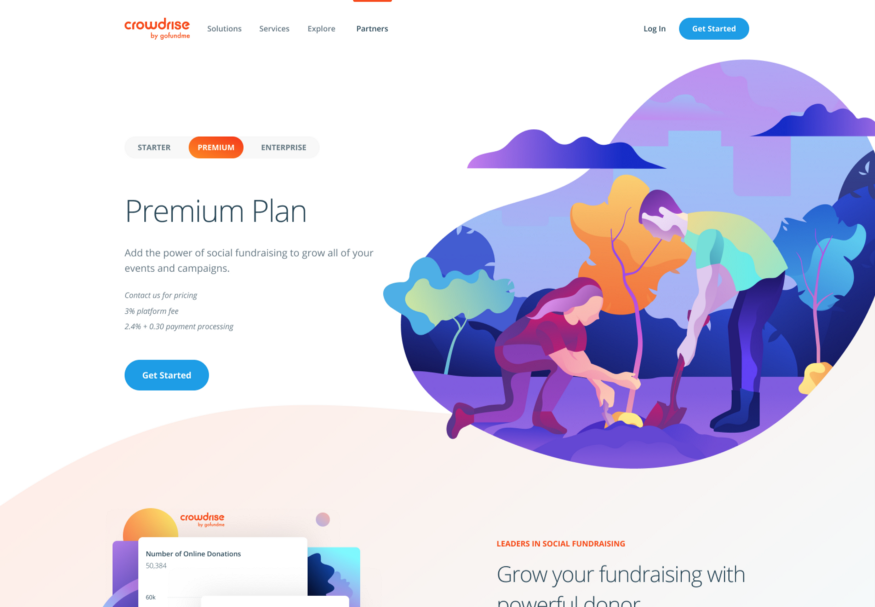 crowdrise
by gofundme
Solutions
Services
Explore
Partners
Log In
Get Started
STARTER
PREMIUM
ENTERPRISE
Premium Plan
Add the power of social fundraising to grow all of your
events and campaigns.
Contact us for pricing
3% platform fee
2.4% + 0.30 payment processing
Get Started
crowdrise
by gofundme
Number of Online Donations
50,384
60k
LEADERS IN SOCIAL FUNDRAISING
Grow your fundraising with
powerful donor